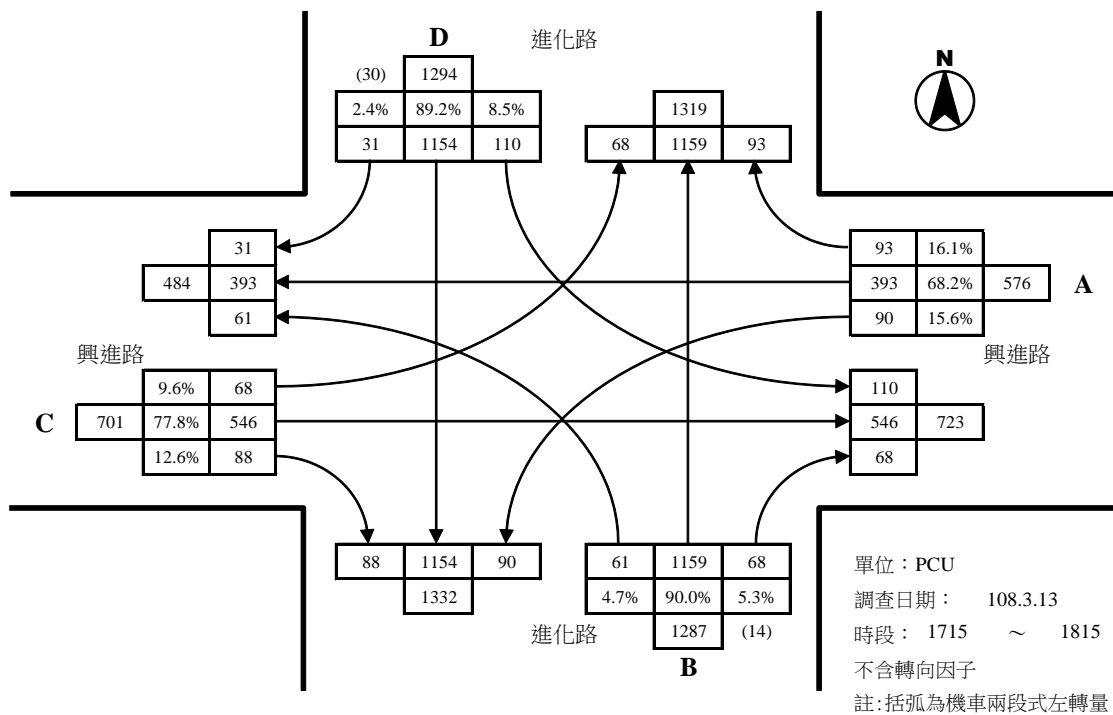 D 進化路
N
(30) 1294
2.4% 89.2% 8.5%
31 1154 110
1319
68 1159 93
31
484 393
61
93 16.1%
393 68.2% 576
90 15.6%
A
興進路
興進路
9.6% 68
C 701 77.8% 546
12.6% 88
110
546 723
68
88 1154 90
1332
61 1159 68
4.7% 90.0% 5.3%
1287 (14)
進化路
B
單位：PCU
調查日期： 108.3.13
時段： 1715 ～ 1815
不含轉向因子
註:括弧為機車兩段式左轉量